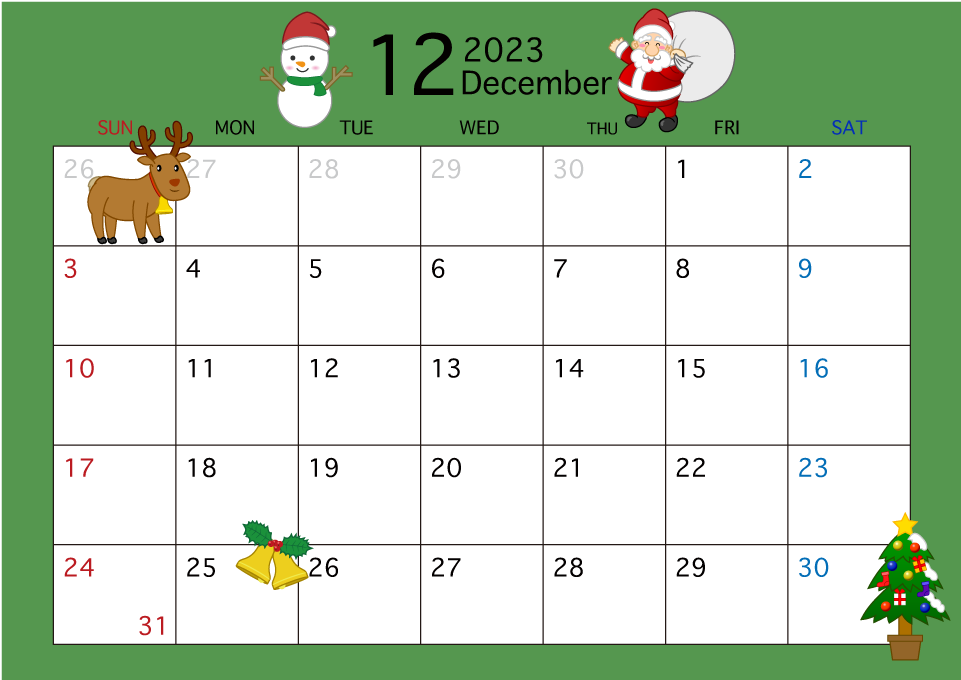 12 2023
December
SUN MON TUE WED THU FRI SAT
26 27 28 29 30 1 2
3 4 5 6 7 8 9
10 11 12 13 14 15 16
17 18 19 20 21 22 23
24 25 26 27 28 29 30
31